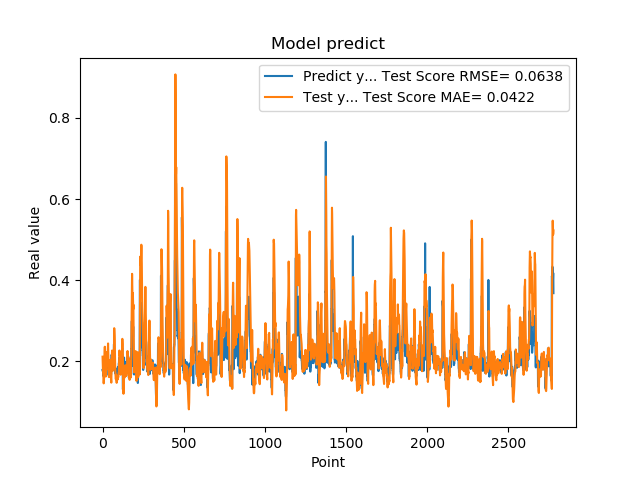 Model predict
Predict y... Test Score RMSE= 0.0638
Test y... Test Score MAE= 0.0422
Real value
0.8
0.6
0.4
0.2
0 500 1000 1500 2000 2500
Point